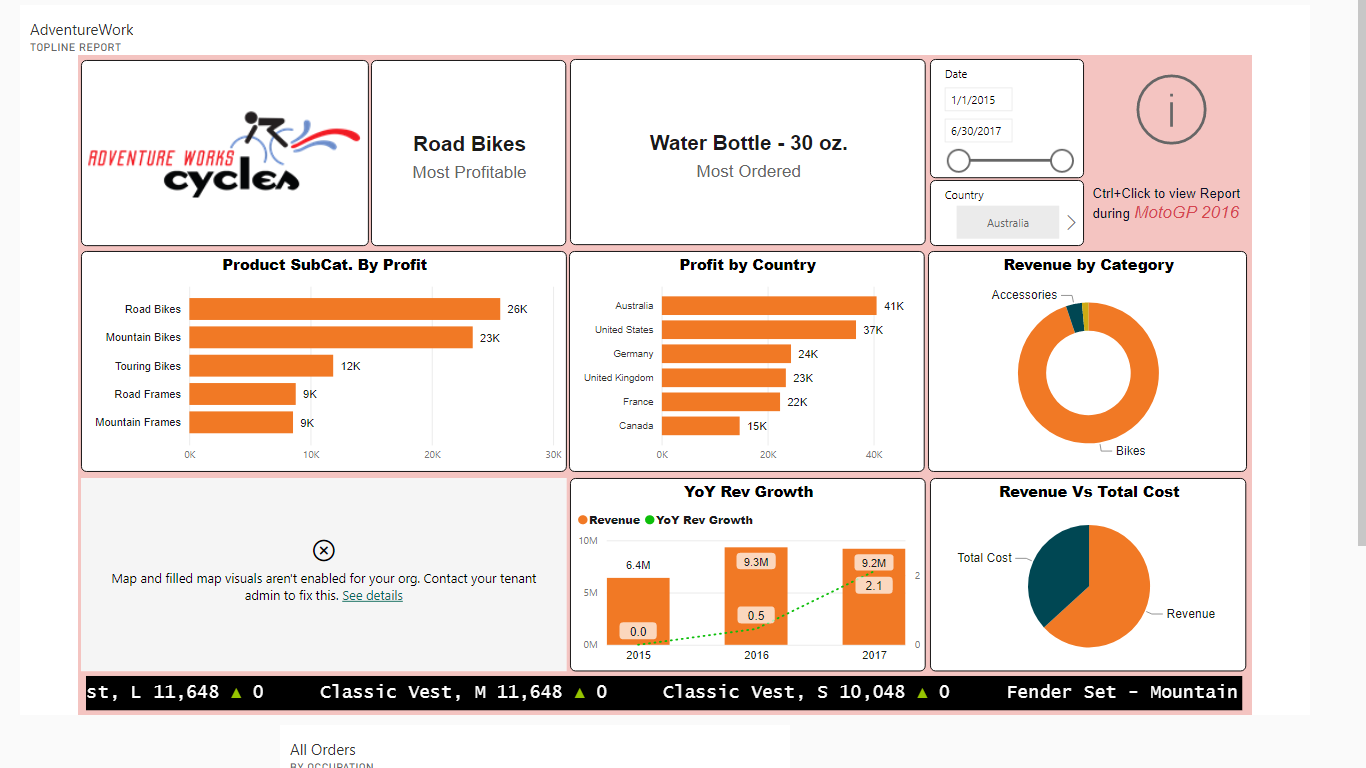 AdventureWork
TOPLINE REPORT
ADVENTURE WORKS
cycles
Road Bikes
Most Profitable
Water Bottle - 30 oz.
Most Ordered
Date
1/1/2015
6/30/2017
Country
Australia
i
Ctrl+Click to view Report
during MotoGP 2016
Product SubCat. By Profit
Road Bikes 26K
Mountain Bikes 23K
Touring Bikes 12K
Road Frames 9K
Mountain Frames 9K
0K 10K 20K 30K
Profit by Country
Australia 41K
United States 37K
Germany 24K
United Kingdom 23K
France 22K
Canada 15K
0K 20K 40K
Revenue by Category
Accessories
Bikes
Map and filled map visuals aren't enabled for your org. Contact your tenant
admin to fix this. See details
YoY Rev Growth
Revenue YoY Rev Growth
10M
5M
0M
6.4M 9.3M 9.2M
0.0 0.5 2.1
2
0
2015 2016 2017
Revenue Vs Total Cost
Total Cost
Revenue
st, L 11,648 ▲ 0 Classic Vest, M 11,648 ▲ 0 Classic Vest, S 10,048 ▲ 0 Fender Set - Mountain
All Orders
BY OCCUPATION